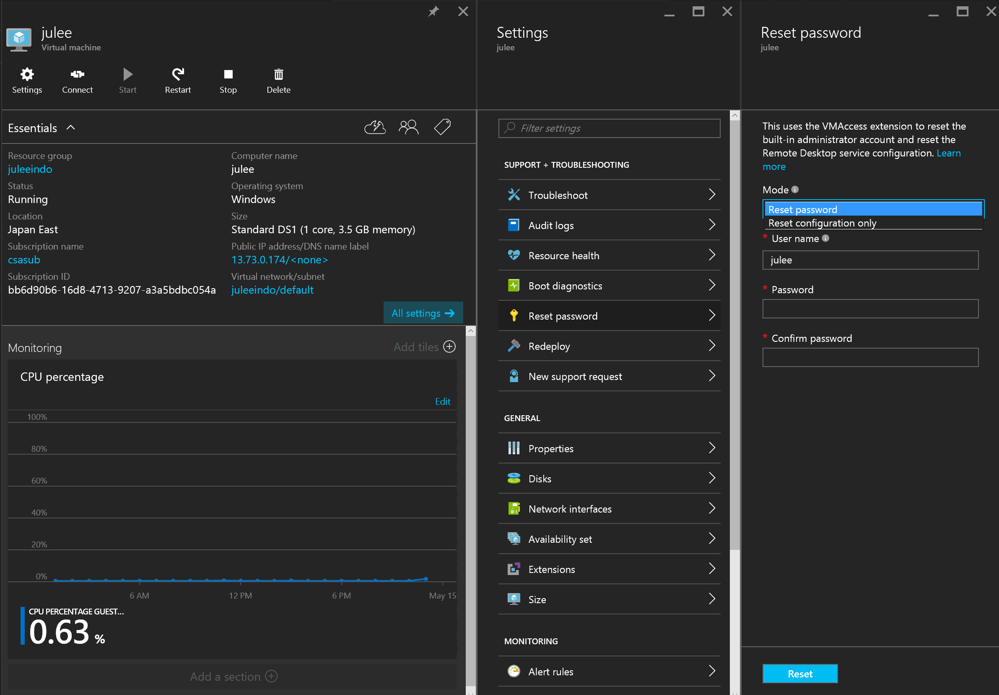 julee
Virtual machine
Settings
Connect
Start
Restart
Stop
Delete
Essentials
Resource group
juleeindo
Status
Running
Location
Japan East
Subscription name
csasub
Subscription ID
bb6d90b6-16d8-4713-9207-a3a5bdbc054a
Computer name
julee
Operating system
Windows
Size
Standard DS1 (1 core, 3.5 GB memory)
Public IP address/DNS name label
13.73.0.174/<none>
Virtual network/subnet
juleeindo/default
All settings
Monitoring
Add tiles
CPU percentage
Edit
100%
80%
60%
40%
20%
0%
6 AM
12 PM
6 PM
May 15
CPU PERCENTAGE GUEST...
0.63 %
Add a section
Settings
julee
Filter settings
SUPPORT + TROUBLESHOOTING
Troubleshoot
Audit logs
Resource health
Boot diagnostics
Reset password
Redeploy
New support request
GENERAL
Properties
Disks
Network interfaces
Availability set
Extensions
Size
MONITORING
Alert rules
Reset password
julee
This uses the VMAccess extension to reset the
built-in administrator account and reset the
Remote Desktop service configuration. Learn
more
Mode
Reset password
Reset configuration only
* User name
julee
* Password
* Confirm password
Reset